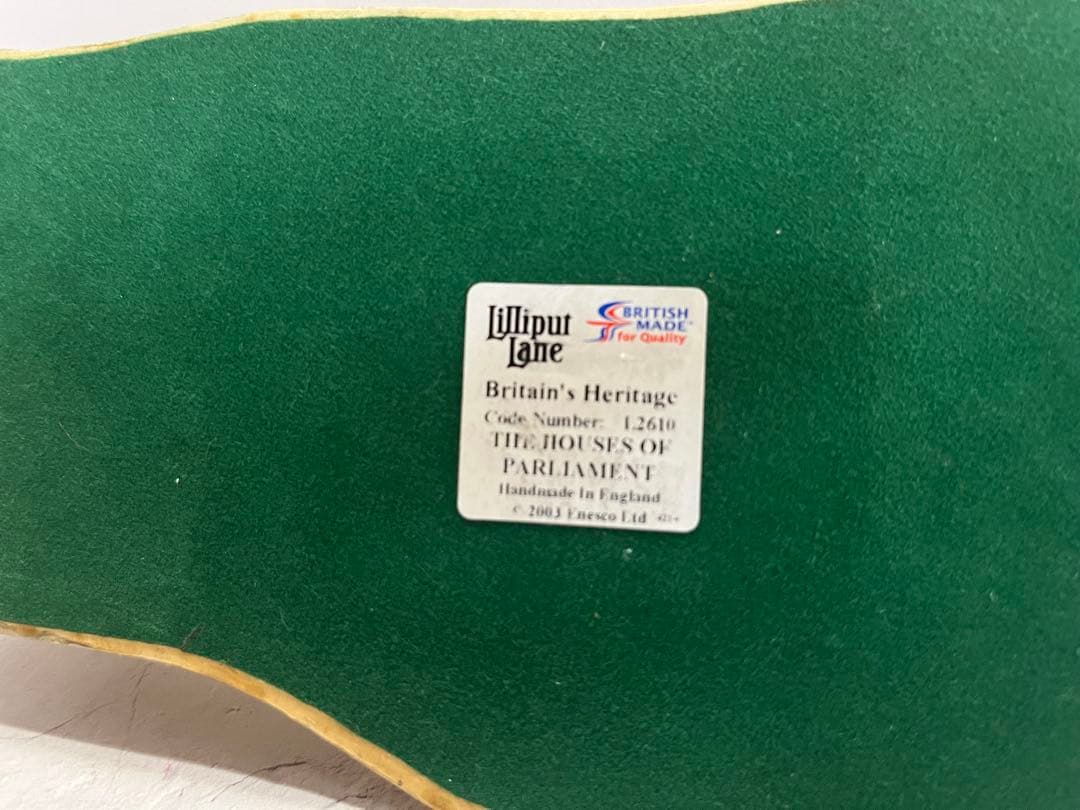 Lilliput
Lane
BRITISH
MADE™
for Quality
Britain's Heritage
Code Number: L2610
THE HOUSES OF
PARLIAMENT
Handmade In England
© 2003 Enesco Ltd